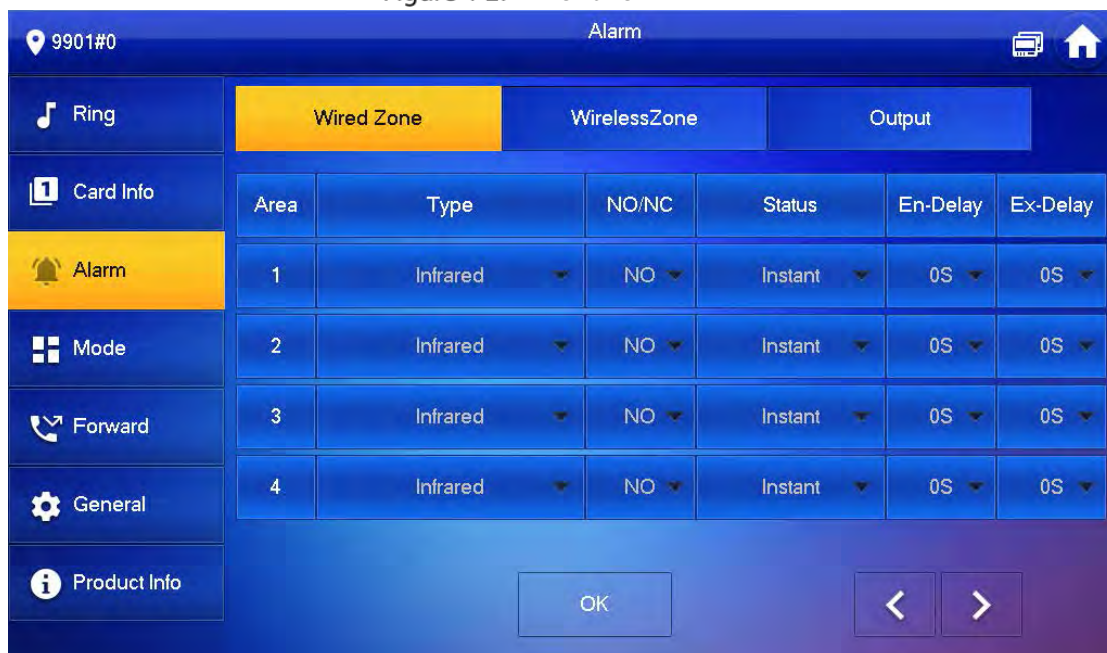 9901#0 Alarm
Ring
Card Info
Alarm
Mode
Forward
General
Product Info
Wired Zone WirelessZone Output
Area Type NO/NC Status En-Delay Ex-Delay
1 Infrared NO Instant 0S 0S
2 Infrared NO Instant 0S 0S
3 Infrared NO Instant 0S 0S
4 Infrared NO Instant 0S 0S
OK